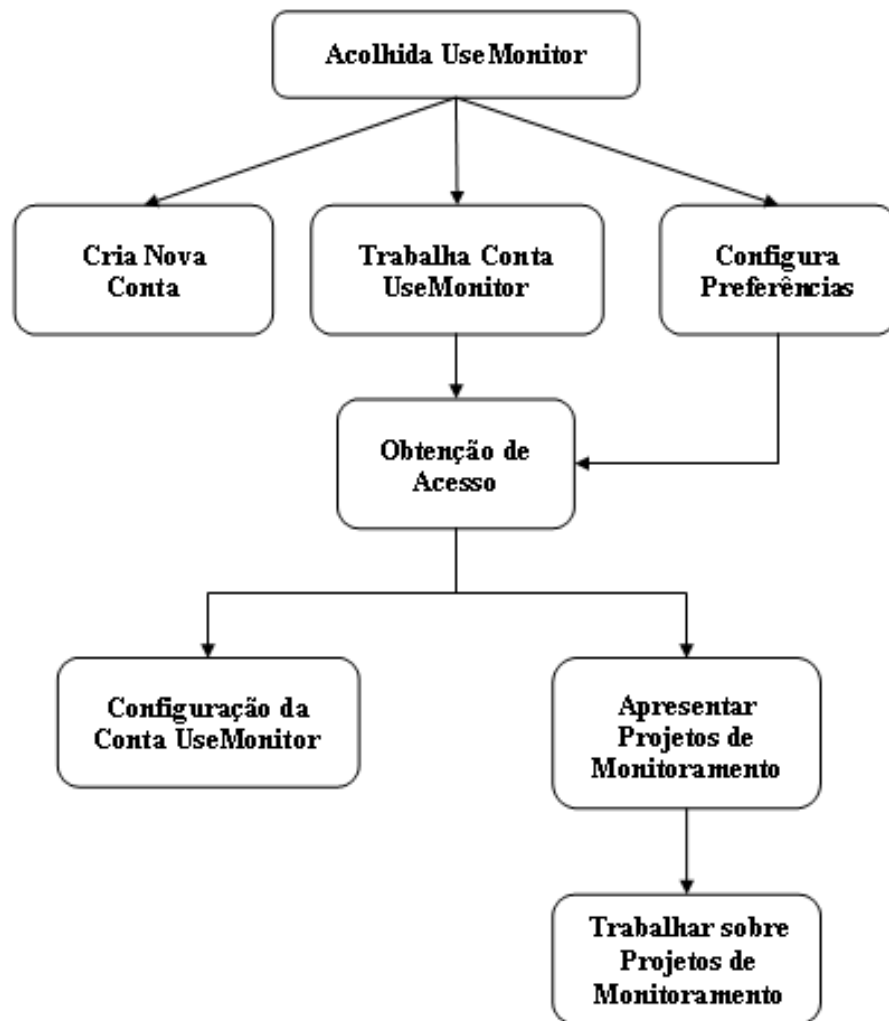 Acolhida UseMonitor
Cria Nova
Conta
Trabalha Conta
UseMonitor
Configura
Preferências
Obtenção de
Acesso
Configuração da
Conta UseMonitor
Apresentar
Projetos de
Monitoramento
Trabalhar sobre
Projetos de
Monitoramento